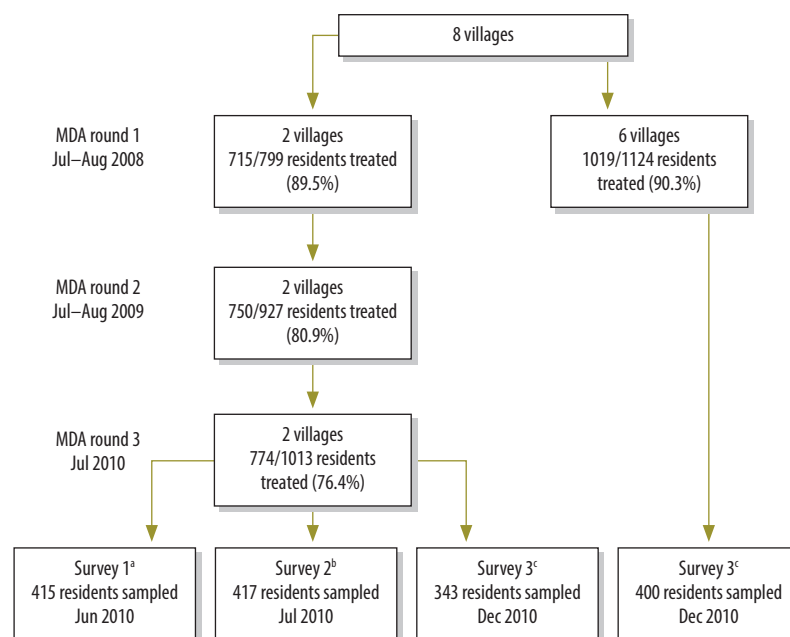 8 villages
MDA round 1
Jul–Aug 2008
2 villages
715/799 residents treated
(89.5%)
6 villages
1019/1124 residents
treated (90.3%)
MDA round 2
Jul–Aug 2009
2 villages
750/927 residents treated
(80.9%)
MDA round 3
Jul 2010
2 villages
774/1013 residents
treated (76.4%)
Survey 1ᵃ
415 residents sampled
Jun 2010
Survey 2ᵇ
417 residents sampled
Jul 2010
Survey 3ᶜ
343 residents sampled
Dec 2010
Survey 3ᶜ
400 residents sampled
Dec 2010